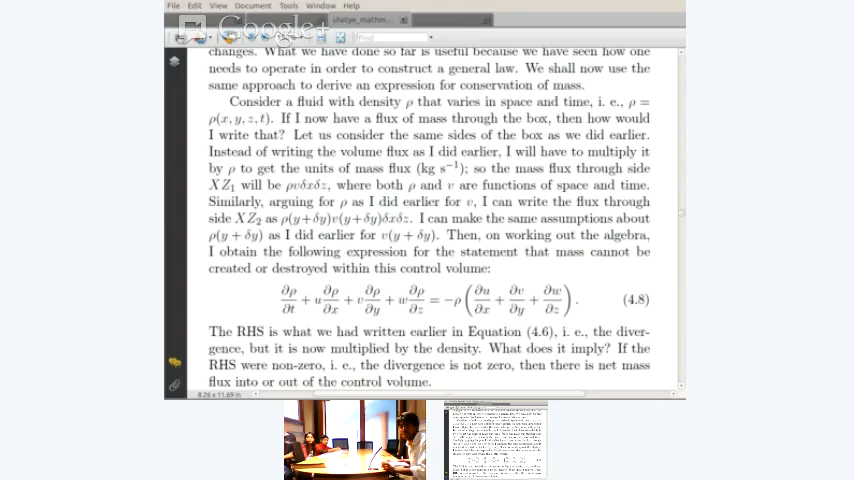 File Edit View Document Tools Window Help
shetye_mathm...
Google+
Find
changes. What we have done so far is useful because we have seen how one
needs to operate in order to construct a general law. We shall now use the
same approach to derive an expression for conservation of mass.
Consider a fluid with density ρ that varies in space and time, i. e., ρ =
ρ(x, y, z, t). If I now have a flux of mass through the box, then how would
I write that? Let us consider the same sides of the box as we did earlier.
Instead of writing the volume flux as I did earlier, I will have to multiply it
by ρ to get the units of mass flux (kg s⁻¹); so the mass flux through side
XZ₁ will be ρvδxδz, where both ρ and v are functions of space and time.
Similarly, arguing for ρ as I did earlier for v, I can write the flux through
side XZ₂ as ρ(y+δy)v(y+δy)δxδz. I can make the same assumptions about
ρ(y + δy) as I did earlier for v(y + δy). Then, on working out the algebra,
I obtain the following expression for the statement that mass cannot be
created or destroyed within this control volume:
∂ρ/∂t + u ∂ρ/∂x + v ∂ρ/∂y + w ∂ρ/∂z = −ρ (∂u/∂x + ∂v/∂y + ∂w/∂z) . (4.8)
The RHS is what we had written earlier in Equation (4.6), i. e., the diver-
gence, but it is now multiplied by the density. What does it imply? If the
RHS were non-zero, i. e., the divergence is not zero, then there is net mass
flux into or out of the control volume.
8.26 x 11.69 in